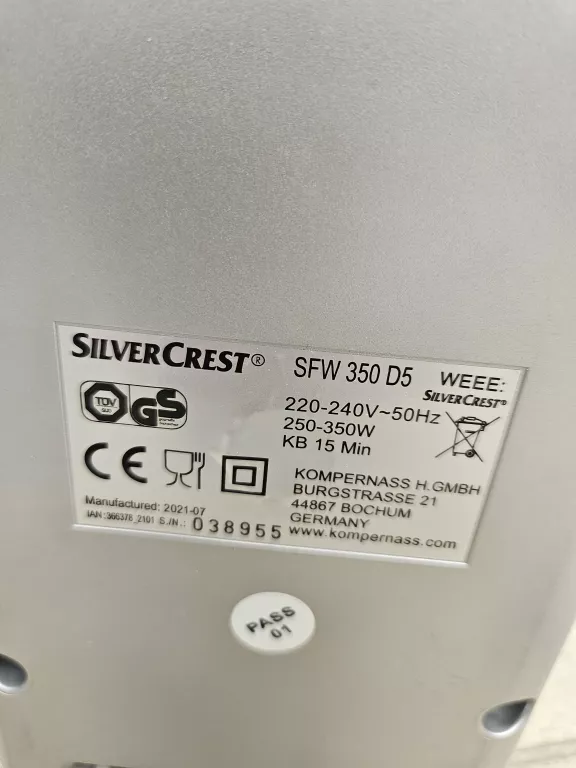 SILVERCREST® SFW 350 D5 WEEE:
SILVERCREST®
TÜV
SÜD
GS
220-240V~50Hz
250-350W
KB 15 Min
CE
KOMPERNASS H.GMBH
BURGSTRASSE 21
44867 BOCHUM
GERMANY
www.kompernass.com
Manufactured: 2021-07
IAN:366378_2101 S./N.: 038955
PASS
01